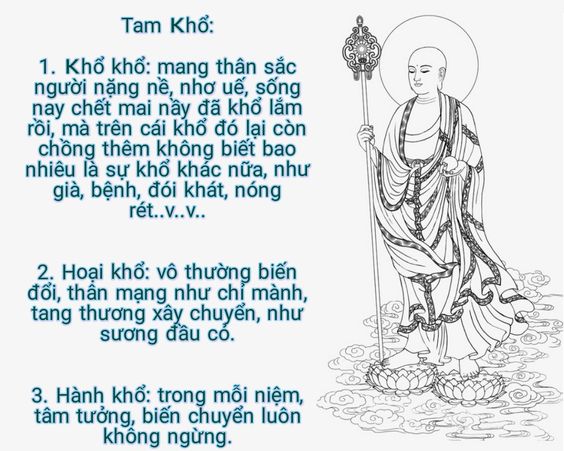 Tam Khổ:
1. Khổ khổ: mang thân sắc
người nặng nề, nhơ uế, sống
nay chết mai nầy đã khổ lắm
rồi, mà trên cái khổ đó lại còn
chồng thêm không biết bao
nhiêu là sự khổ khác nữa, như
già, bệnh, đói khát, nóng
rét..v..v..
2. Hoại khổ: vô thường biến
đổi, thân mạng như chỉ mành,
tang thương xây chuyển, như
sương đầu cỏ.
3. Hành khổ: trong mỗi niệm,
tâm tưởng, biến chuyển luôn
không ngừng.